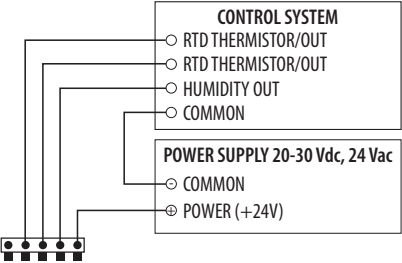 CONTROL SYSTEM
RTD THERMISTOR/OUT
RTD THERMISTOR/OUT
HUMIDITY OUT
COMMON
POWER SUPPLY 20-30 Vdc, 24 Vac
- COMMON
+ POWER (+24V)